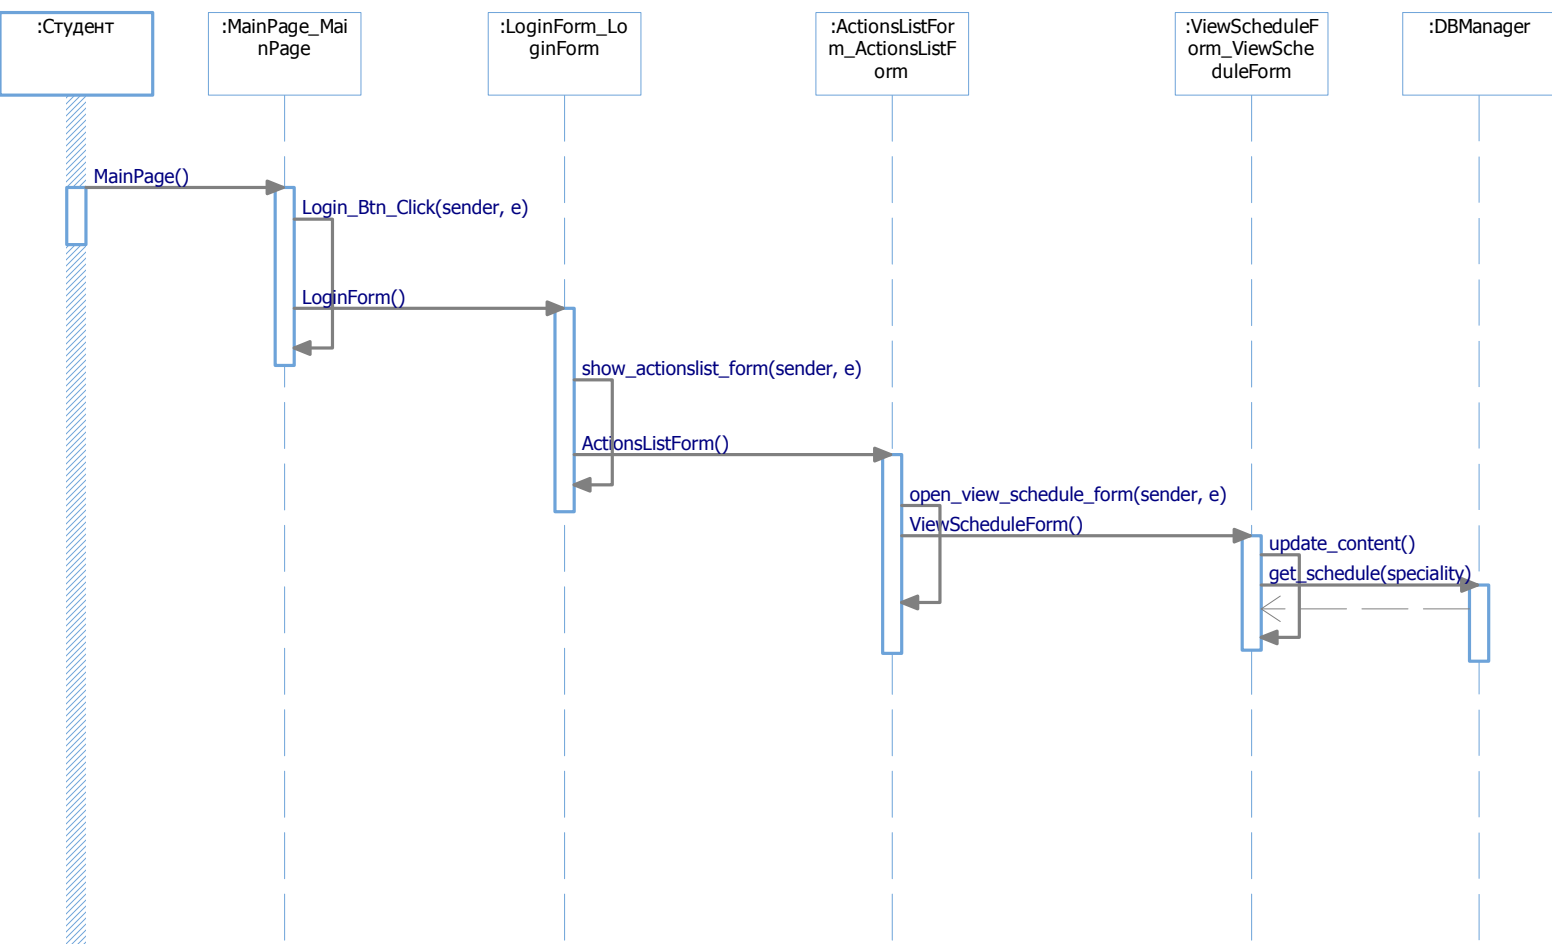 :Студент
:MainPage_Mai
nPage
:LoginForm_Lo
ginForm
:ActionsListFor
m_ActionsListF
orm
:ViewScheduleF
orm_ViewSche
duleForm
:DBManager
MainPage()
Login_Btn_Click(sender, e)
LoginForm()
show_actionslist_form(sender, e)
ActionsListForm()
open_view_schedule_form(sender, e)
ViewScheduleForm()
update_content()
get_schedule(speciality)